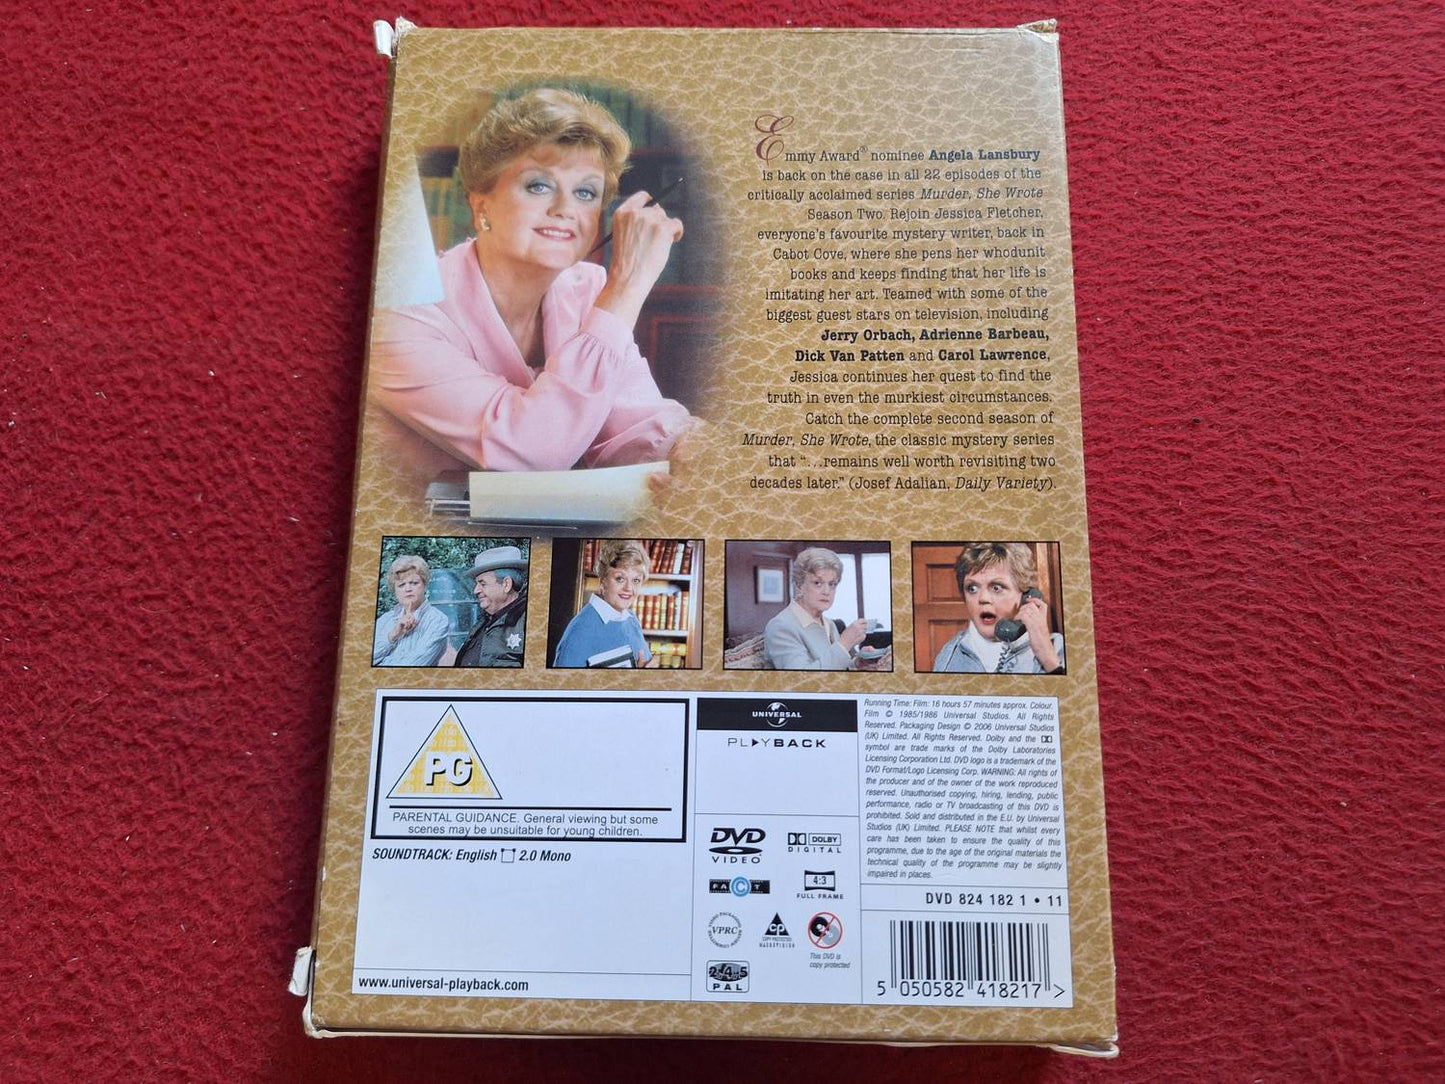 Emmy Award® nominee Angela Lansbury
is back on the case in all 22 episodes of the
critically acclaimed series Murder, She Wrote
Season Two. Rejoin Jessica Fletcher,
everyone's favourite mystery writer, back in
Cabot Cove, where she pens her whodunit
books and keeps finding that her life is
imitating her art. Teamed with some of the
biggest guest stars on television, including
Jerry Orbach, Adrienne Barbeau,
Dick Van Patten and Carol Lawrence,
Jessica continues her quest to find the
truth in even the murkiest circumstances.
Catch the complete second season of
Murder, She Wrote, the classic mystery series
that “...remains well worth revisiting two
decades later.” (Josef Adalian, Daily Variety).
PG
PARENTAL GUIDANCE. General viewing but some
scenes may be unsuitable for young children.
SOUNDTRACK: English 2.0 Mono
www.universal-playback.com
UNIVERSAL
PLAYBACK
DVD
VIDEO
DOLBY
DIGITAL
FACT
4:3
FULL FRAME
VPRC
CP
COPY PROTECTED
MACROVISION
This DVD is
copy protected
2·4·5
PAL
Running Time: Film: 16 hours 57 minutes approx. Colour.
Film © 1985/1986 Universal Studios. All Rights
Reserved. Packaging Design © 2006 Universal Studios
(UK) Limited. All Rights Reserved. Dolby and the
symbol are trade marks of the Dolby Laboratories
Licensing Corporation Ltd. DVD logo is a trademark of the
DVD Format/Logo Licensing Corp. WARNING: All rights of
the producer and of the owner of the work reproduced
reserved. Unauthorised copying, hiring, lending, public
performance, radio or TV broadcasting of this DVD is
prohibited. Sold and distributed in the E.U. by Universal
Studios (UK) Limited. PLEASE NOTE that whilst every
care has been taken to ensure the quality of this
programme, due to the age of the original materials the
technical quality of the programme may be slightly
impaired in places.
DVD 824 182 1 • 11
5 050582 418217 >